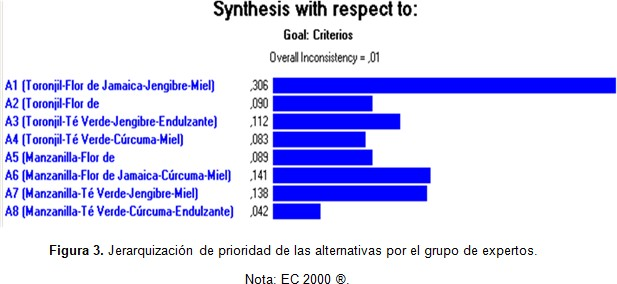 Synthesis with respect to:
Goal: Criterios
Overall Inconsistency = ,01
A1 (Toronjil-Flor de Jamaica-Jengibre-Miel) ,306
A2 (Toronjil-Flor de ,090
A3 (Toronjil-Té Verde-Jengibre-Endulzante) ,112
A4 (Toronjil-Té Verde-Cúrcuma-Miel) ,083
A5 (Manzanilla-Flor de ,089
A6 (Manzanilla-Flor de Jamaica-Cúrcuma-Miel) ,141
A7 (Manzanilla-Té Verde-Jengibre-Miel) ,138
A8 (Manzanilla-Té Verde-Cúrcuma-Endulzante) ,042
Figura 3. Jerarquización de prioridad de las alternativas por el grupo de expertos.
Nota: EC 2000 ®.